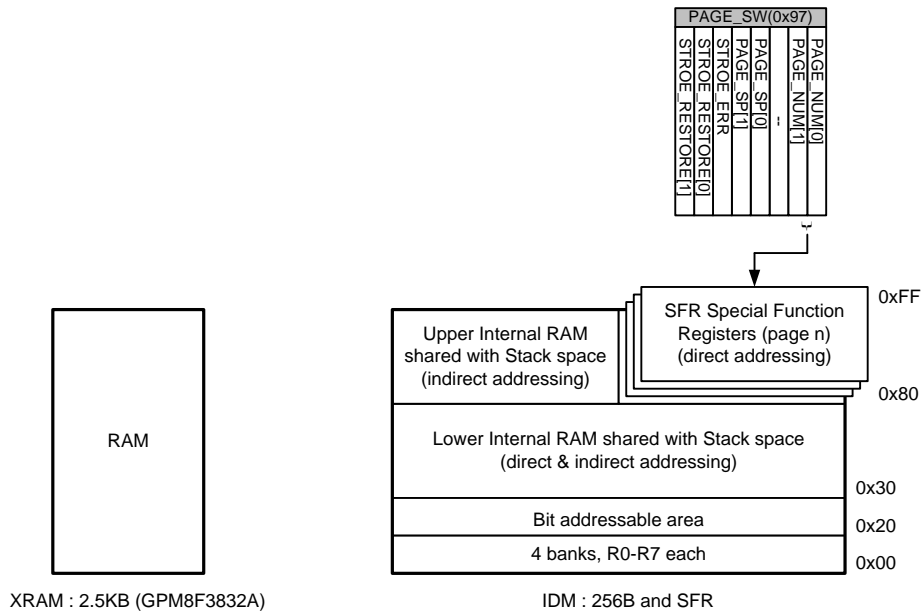 PAGE_SW(0x97)
STROE_RESTORE[1]
STROE_RESTORE[0]
STROE_ERR
PAGE_SP[1]
PAGE_SP[0]
--
PAGE_NUM[1]
PAGE_NUM[0]
SFR Special Function
Registers (page n)
(direct addressing)
0xFF
0x80
Upper Internal RAM
shared with Stack space
(indirect addressing)
RAM
Lower Internal RAM shared with Stack space
(direct & indirect addressing)
0x30
Bit addressable area
0x20
4 banks, R0-R7 each
0x00
XRAM : 2.5KB (GPM8F3832A)
IDM : 256B and SFR